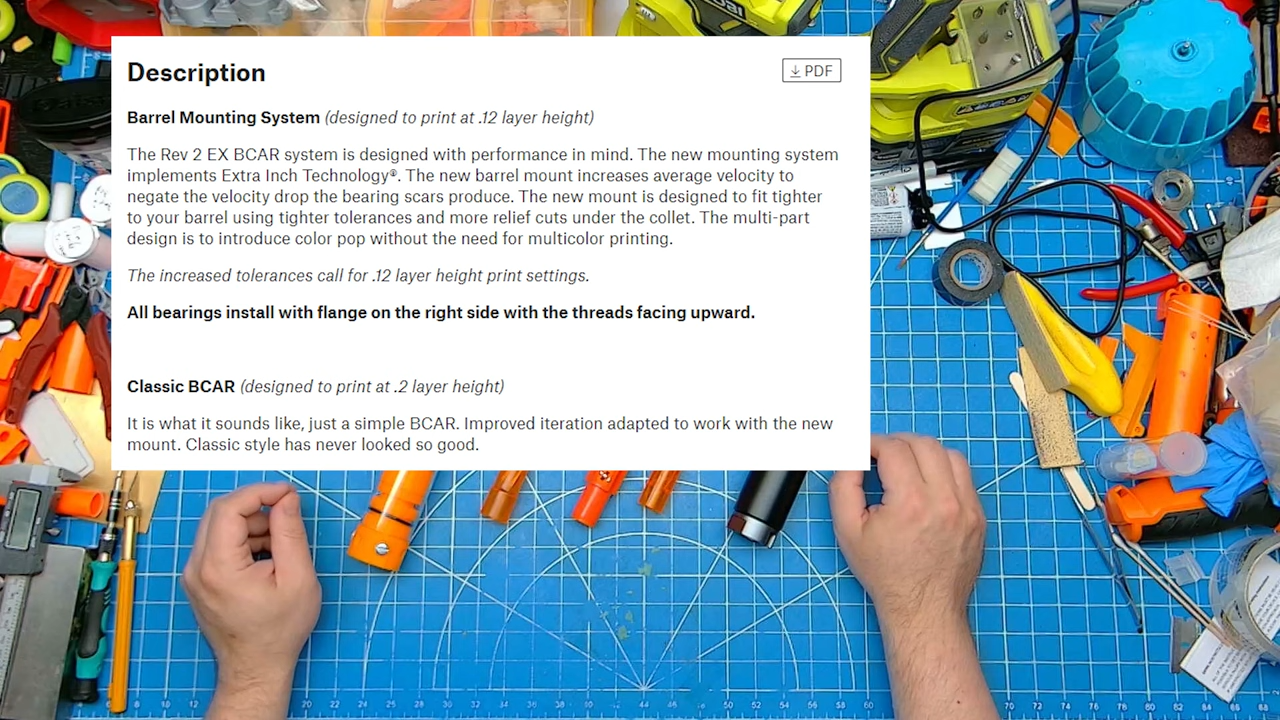 Description
PDF
Barrel Mounting System (designed to print at .12 layer height)
The Rev 2 EX BCAR system is designed with performance in mind. The new mounting system
implements Extra Inch Technology®. The new barrel mount increases average velocity to
negate the velocity drop the bearing scars produce. The new mount is designed to fit tighter
to your barrel using tighter tolerances and more relief cuts under the collet. The multi-part
design is to introduce color pop without the need for multicolor printing.
The increased tolerances call for .12 layer height print settings.
All bearings install with flange on the right side with the threads facing upward.
Classic BCAR (designed to print at .2 layer height)
It is what it sounds like, just a simple BCAR. Improved iteration adapted to work with the new
mount. Classic style has never looked so good.